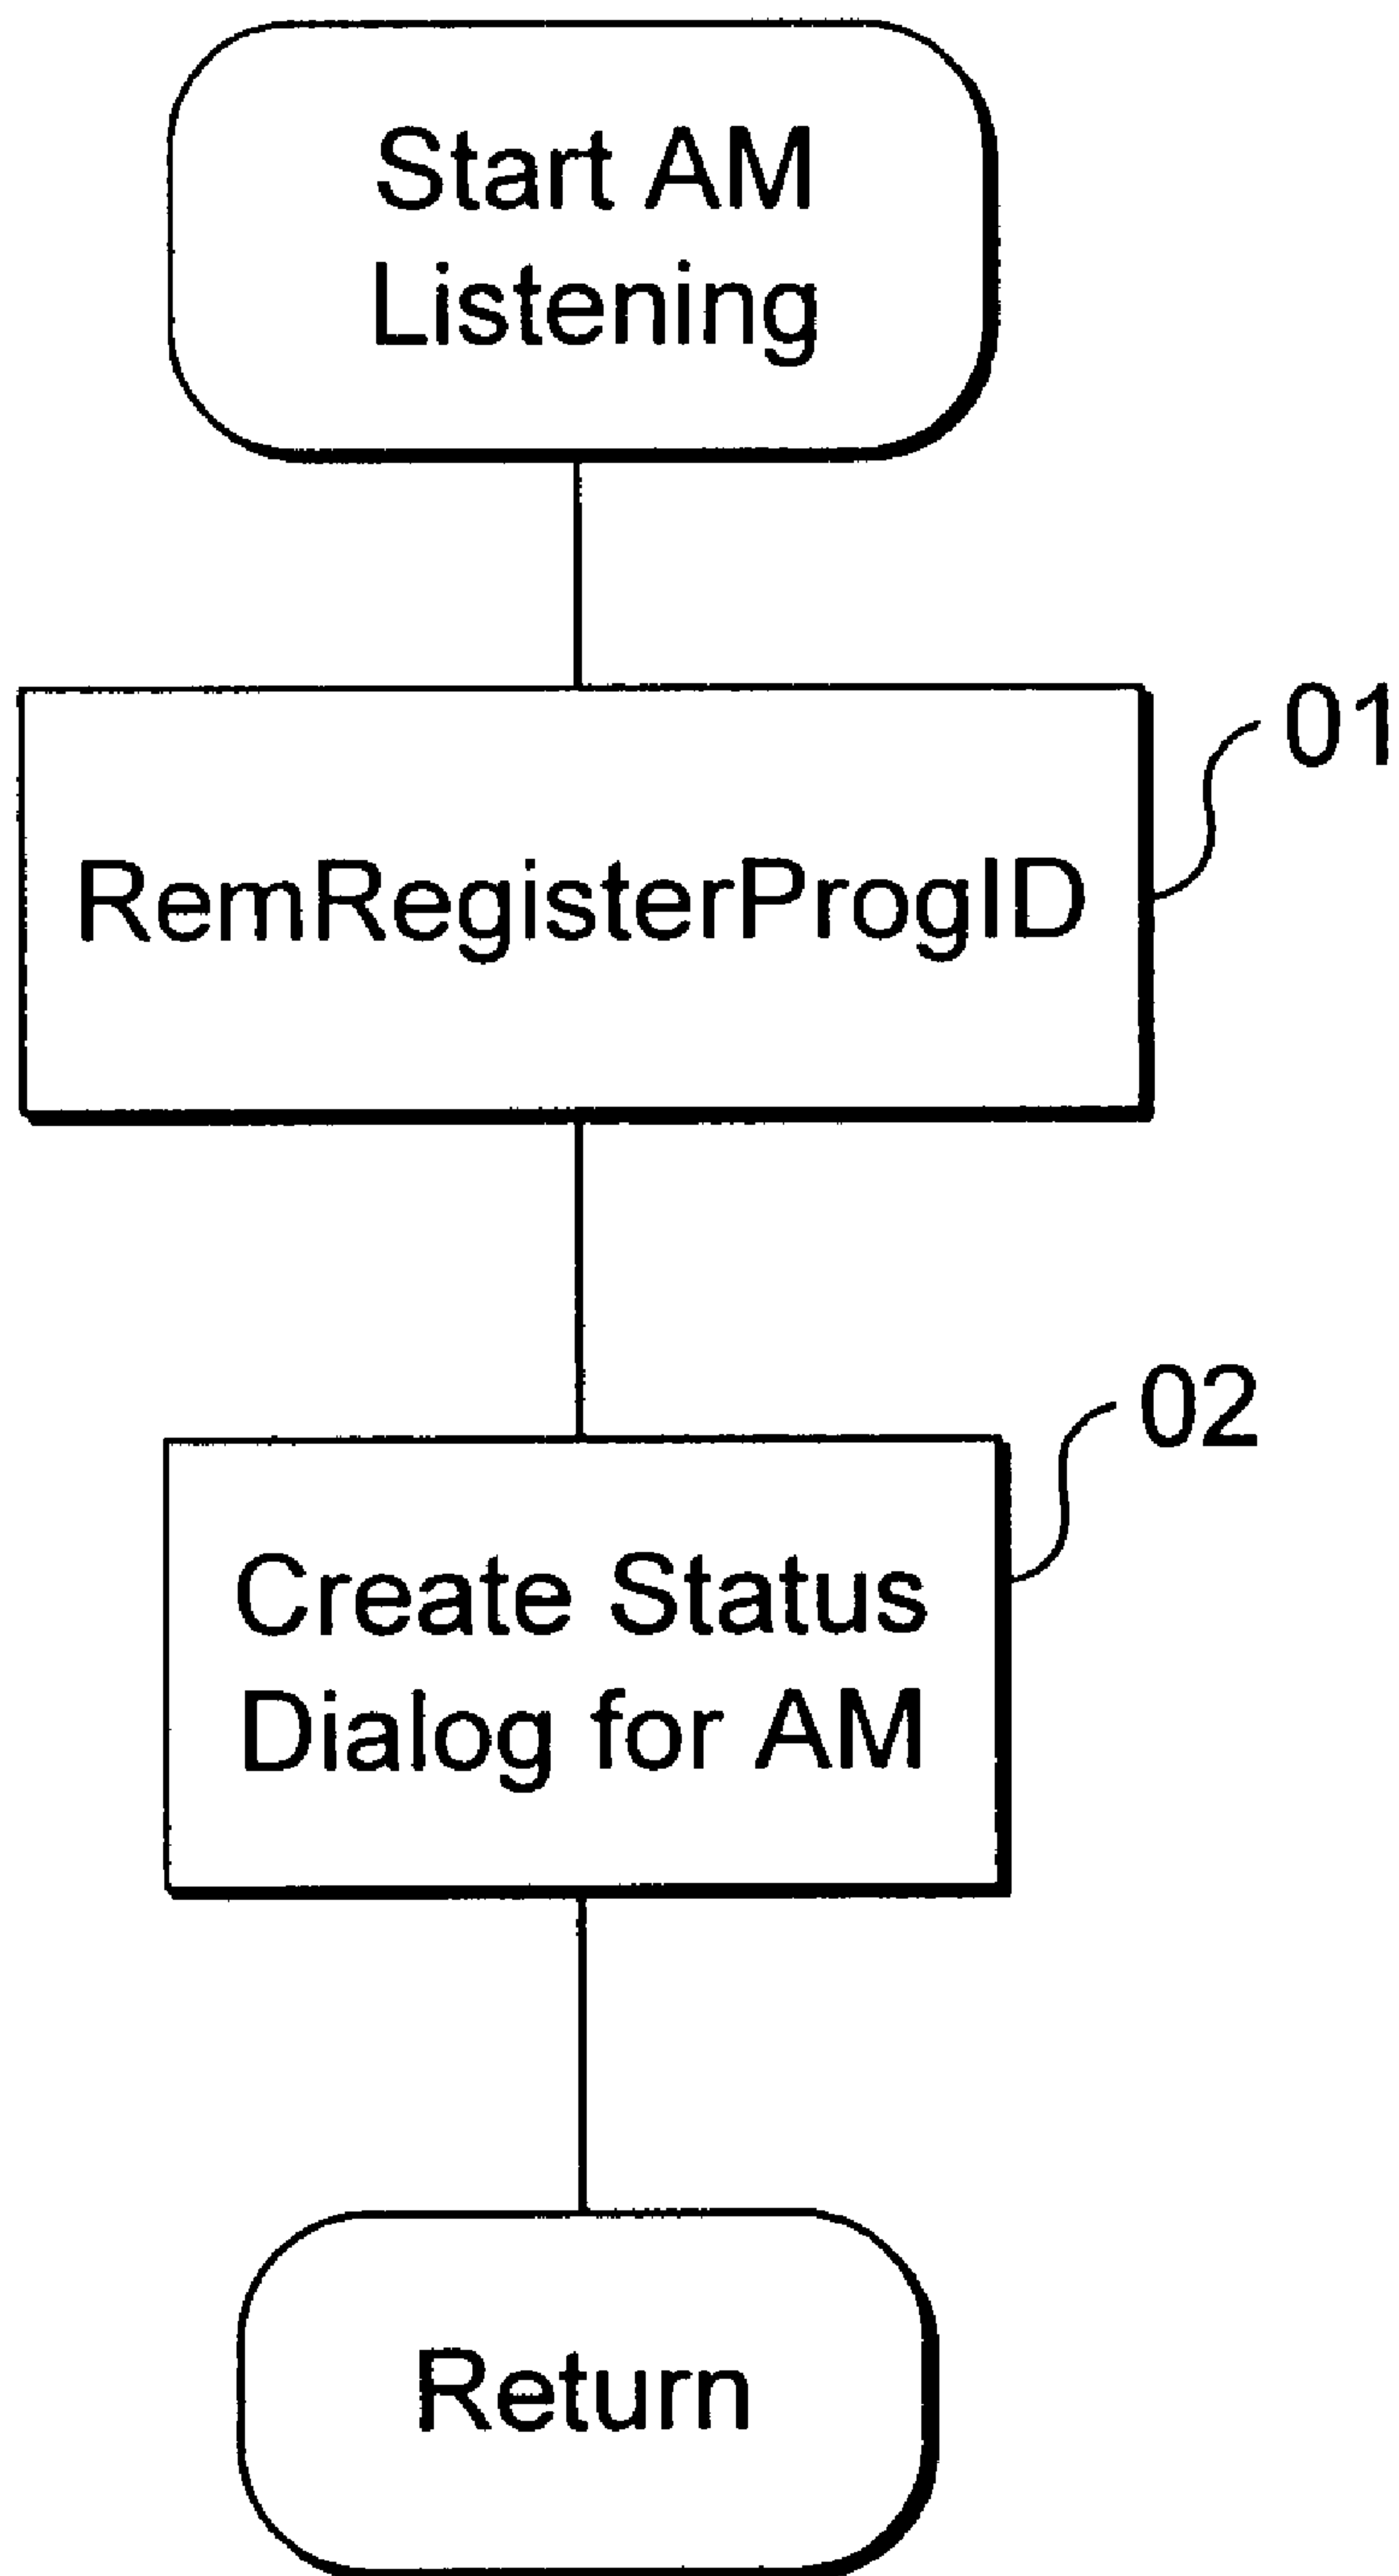 Start AM
Listening
01
RemRegisterProgID
02
Create Status
Dialog for AM
Return